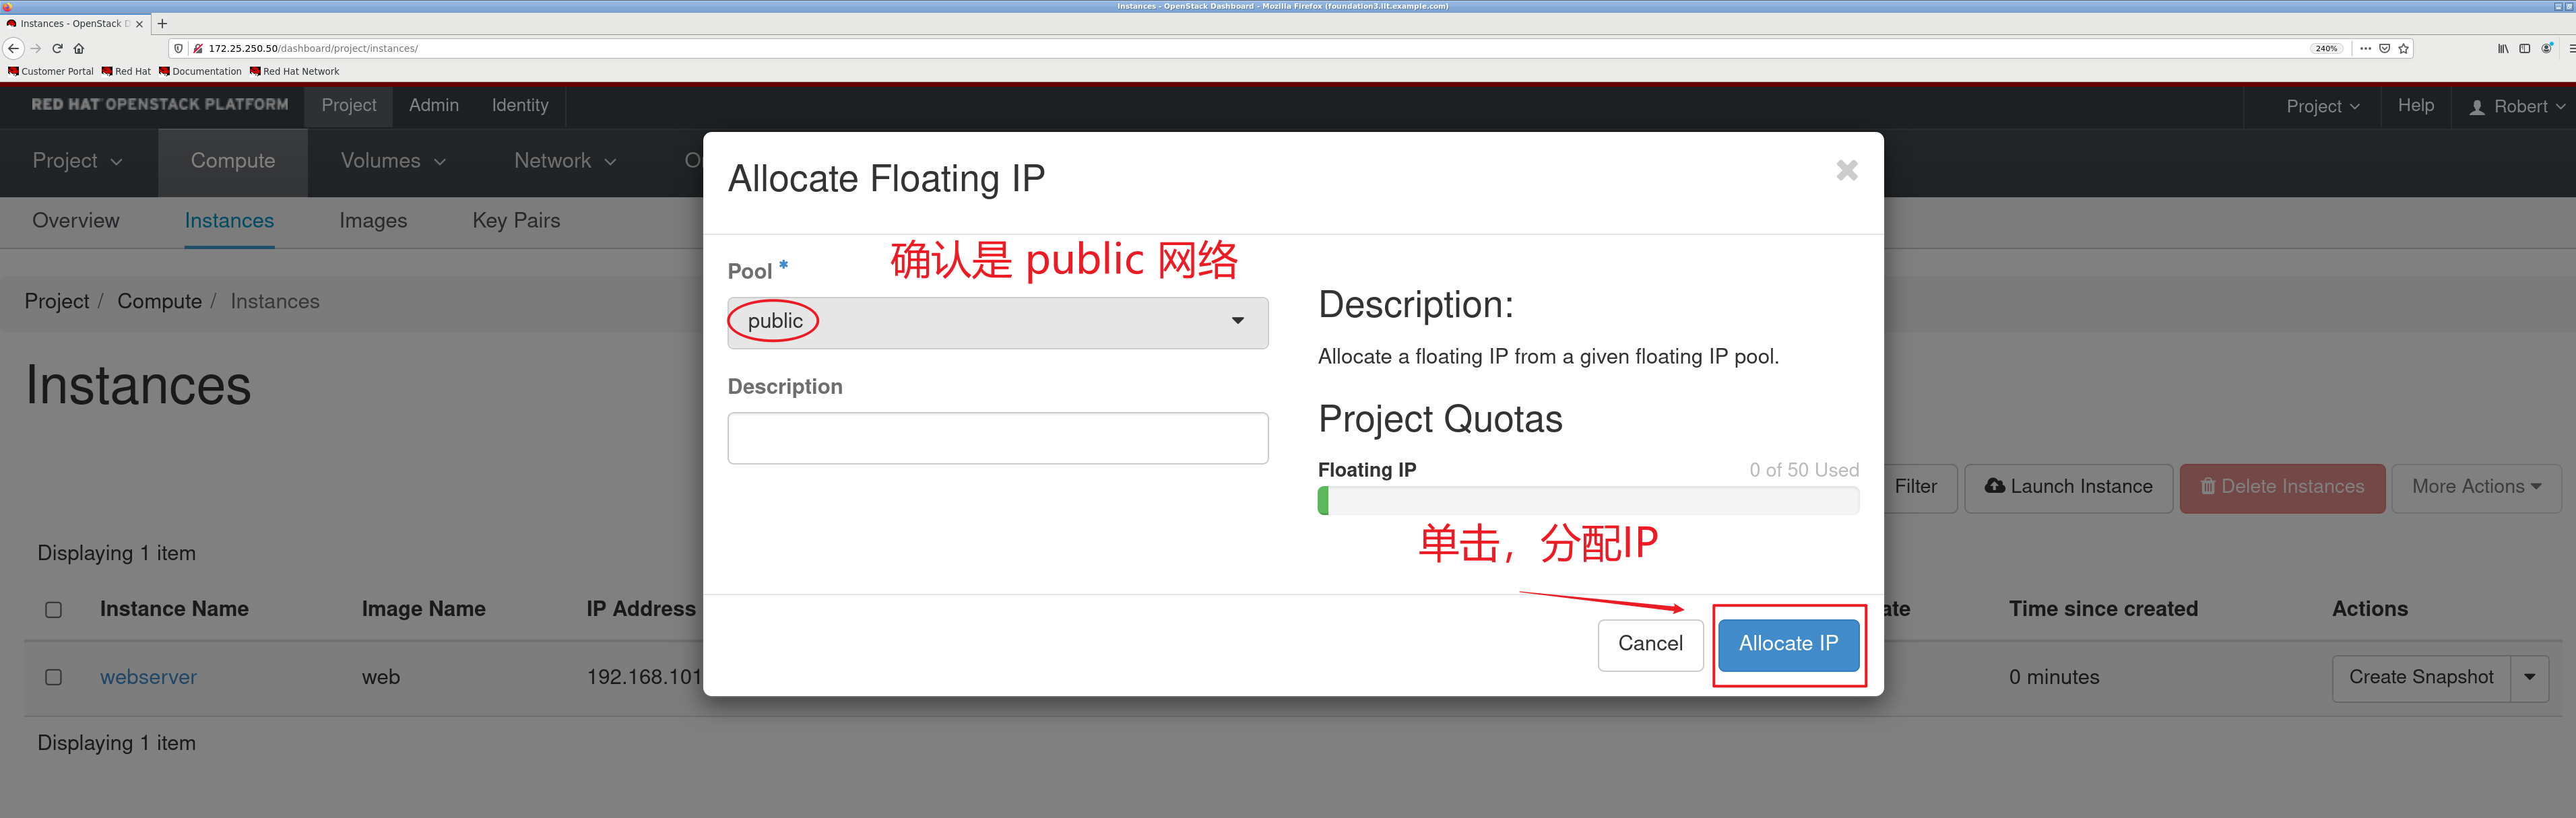 Instances - OpenStack Dashboard - Mozilla Firefox (foundation3.ilt.example.com)
Instances - OpenStack D
172.25.250.50/dashboard/project/instances/
240%
Customer Portal Red Hat Documentation Red Hat Network
RED HAT OPENSTACK PLATFORM Project Admin Identity Project Help Robert
Project Compute Volumes Network O
Overview Instances Images Key Pairs
Project / Compute / Instances
Instances
Allocate Floating IP
确认是 public 网络
Pool *
public
Description
Description:
Allocate a floating IP from a given floating IP pool.
Project Quotas
Floating IP 0 of 50 Used
单击，分配IP
Cancel Allocate IP
Filter Launch Instance Delete Instances More Actions
Displaying 1 item
Instance Name Image Name IP Address ate Time since created Actions
webserver web 192.168.101 0 minutes Create Snapshot
Displaying 1 item